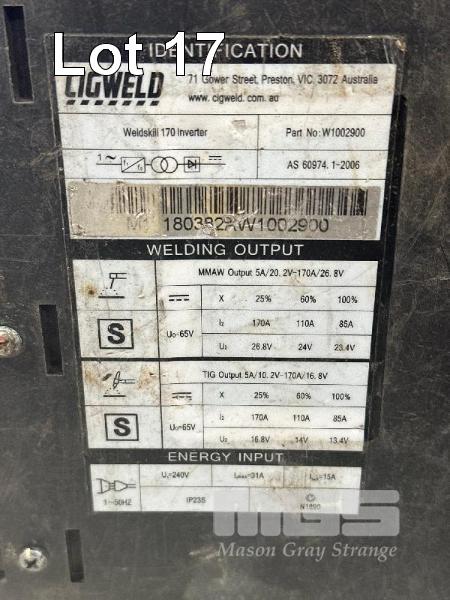 Lot 17
IDENTIFICATION
CIGWELD
71 Gower Street, Preston, VIC, 3072 Australia
www.cigweld.com.au
Weldskill 170 Inverter
Part No: W1002900
1~
AS 60974.1-2006
WELDING OUTPUT
MMAW Output 5A/20.2V-170A/26.8V
X 25% 60% 100%
S
U₀-65V
I₂ 170A 110A 85A
U₂ 26.8V 24V 23.4V
TIG Output 5A/10.2V-170A/16.8V
X 25% 60% 100%
S
U₀=65V
I₂ 170A 110A 85A
U₂ 16.8V 14V 13.4V
ENERGY INPUT
1~50HZ
U₁=240V
=31A
=15A
IP23S
MGS
Mason Gray Strange